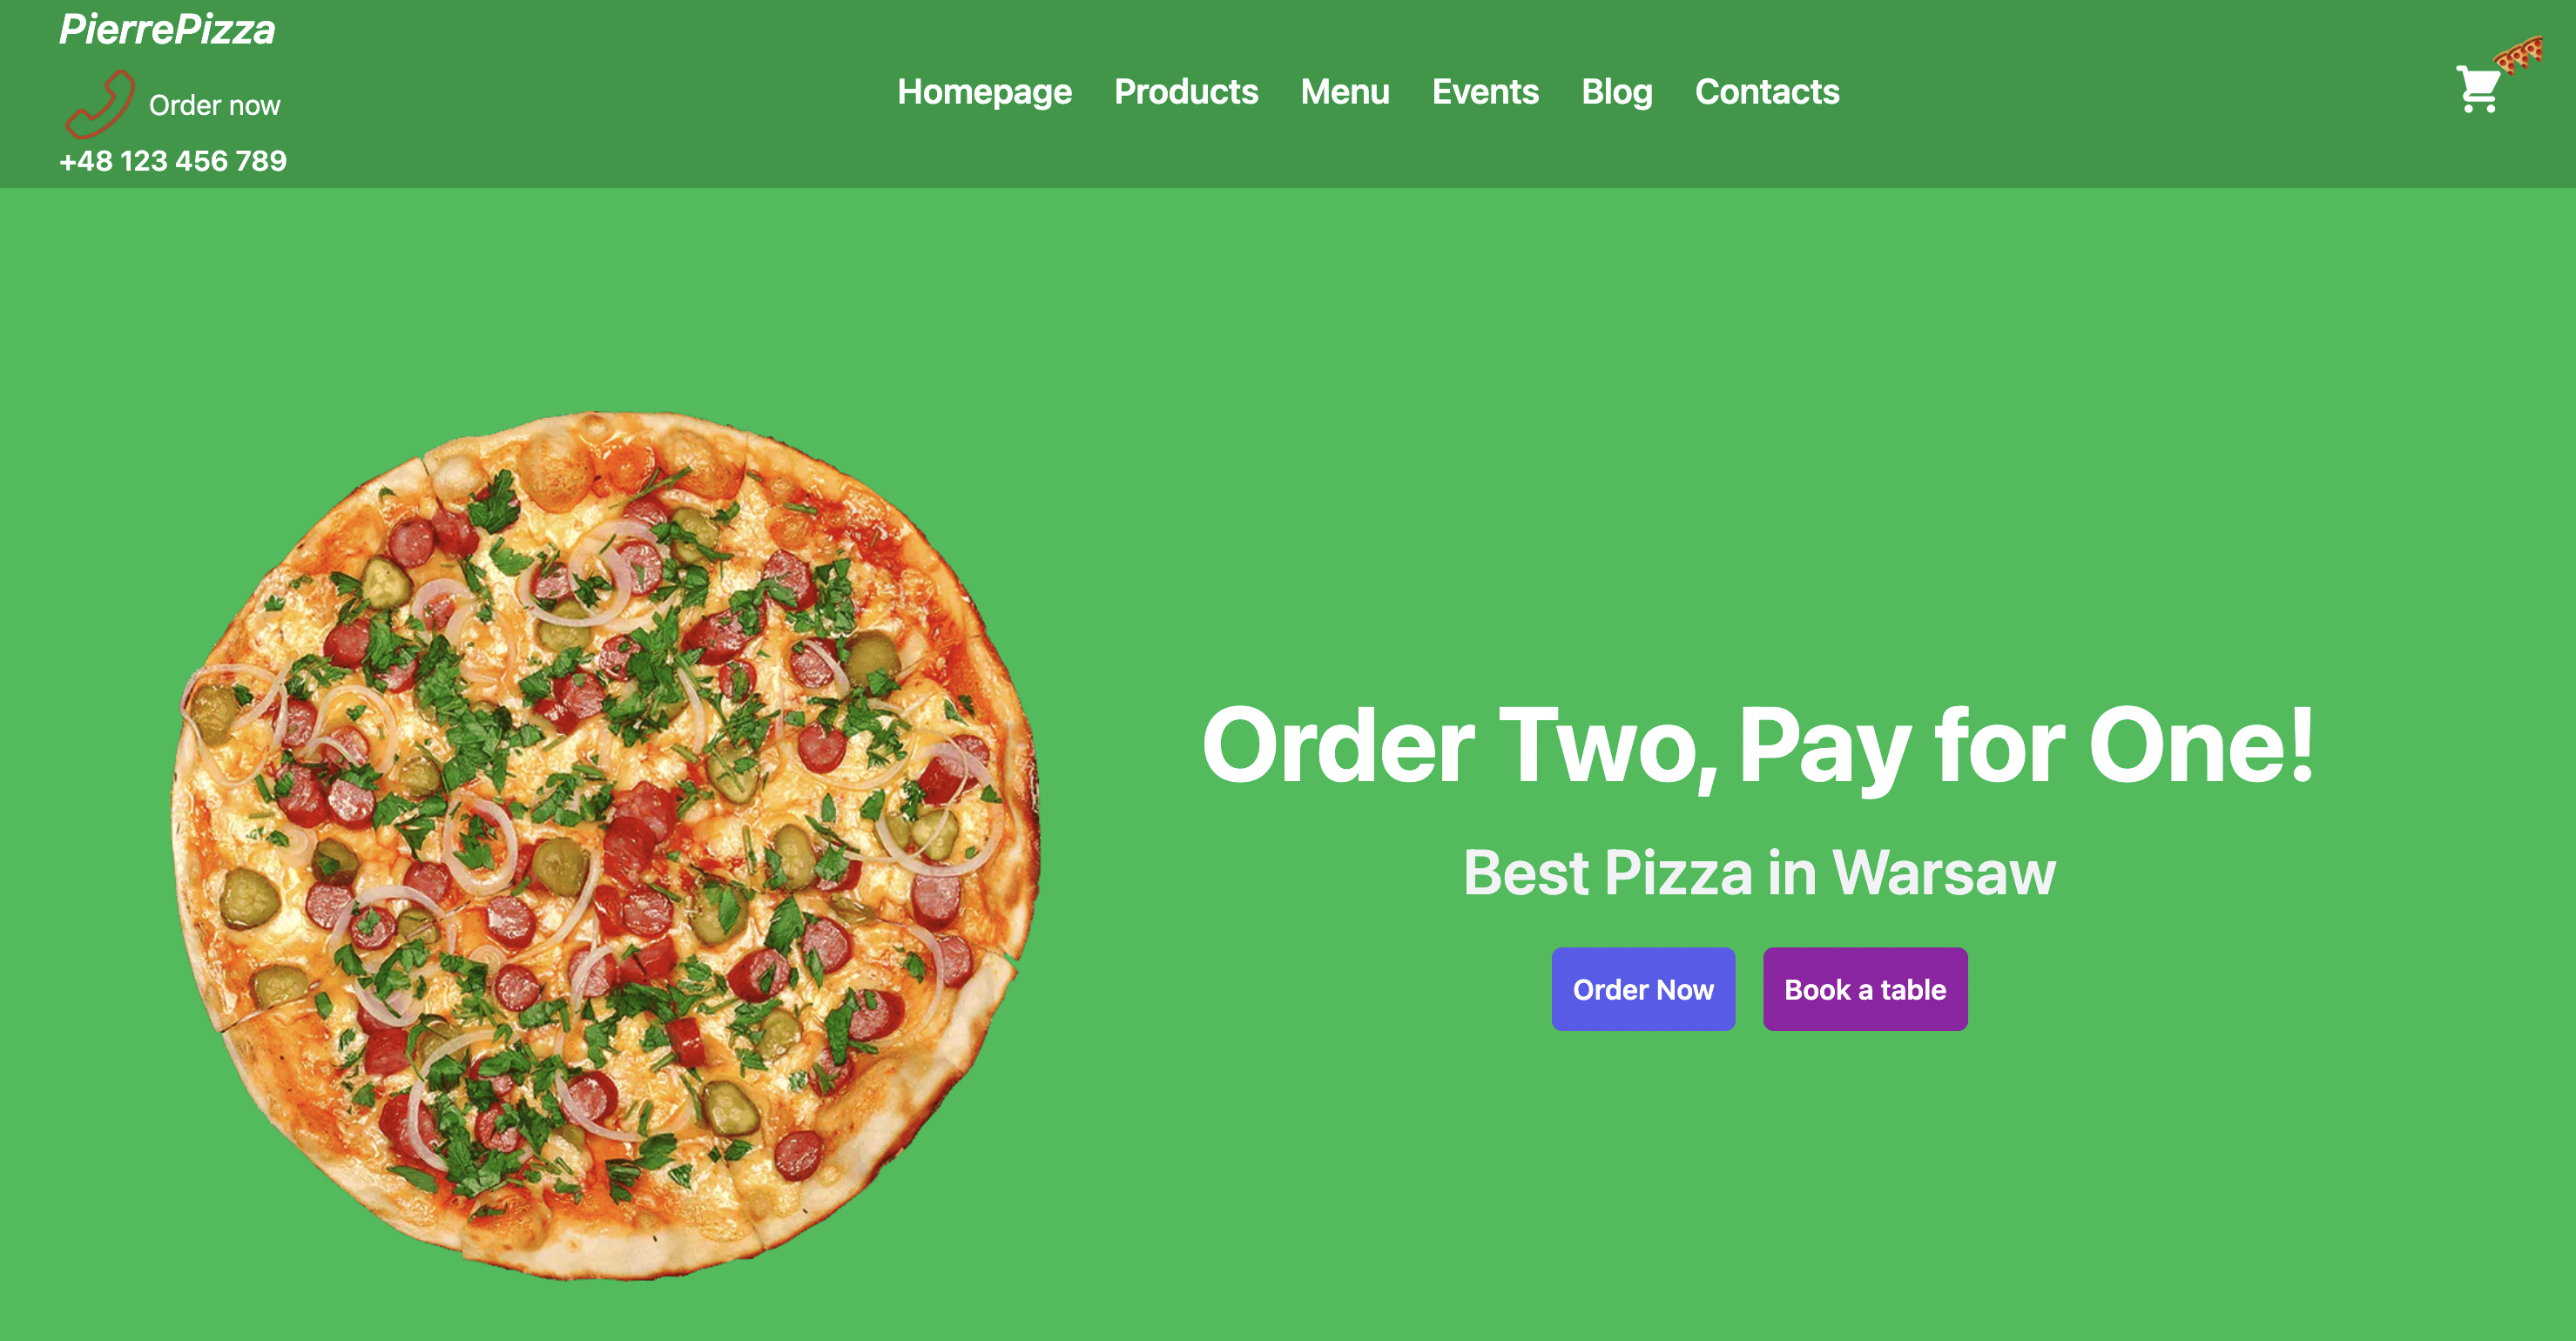 PierrePizza
Order now
+48 123 456 789
Homepage Products Menu Events Blog Contacts
Order Two, Pay for One!
Best Pizza in Warsaw
Order Now Book a table